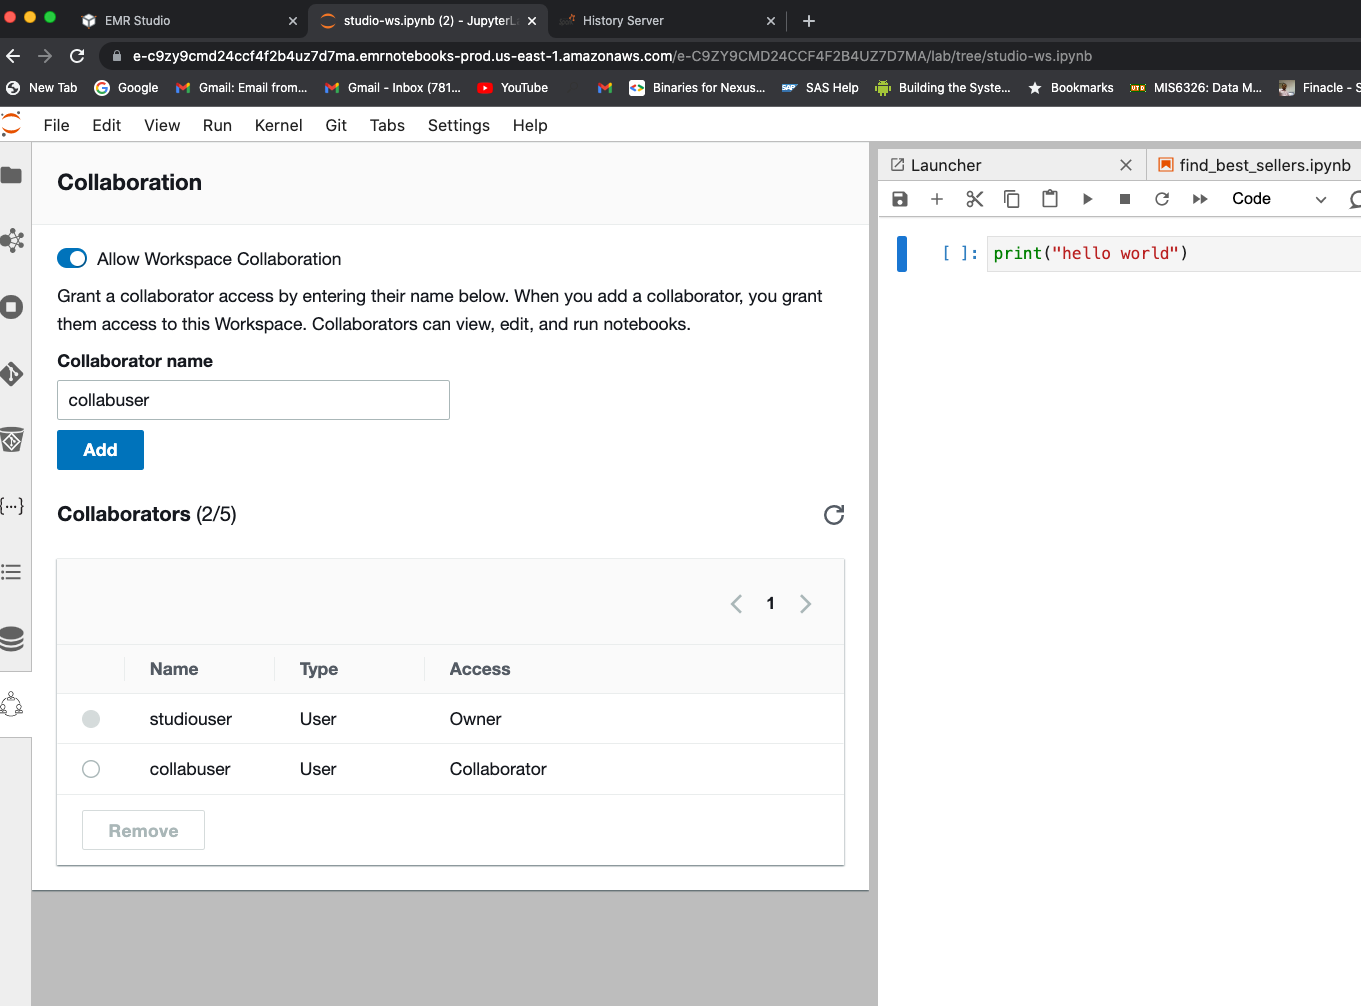 EMR Studio
studio-ws.ipynb (2) - JupyterL
History Server
e-c9zy9cmd24ccf4f2b4uz7d7ma.emrnotebooks-prod.us-east-1.amazonaws.com/e-C9ZY9CMD24CCF4F2B4UZ7D7MA/lab/tree/studio-ws.ipynb
New Tab Google Gmail: Email from... Gmail - Inbox (781... YouTube Binaries for Nexus... SAP SAS Help Building the Syste... Bookmarks UTD MIS6326: Data M... Finacle - S
File Edit View Run Kernel Git Tabs Settings Help
Collaboration
Allow Workspace Collaboration
Grant a collaborator access by entering their name below. When you add a collaborator, you grant
them access to this Workspace. Collaborators can view, edit, and run notebooks.
Collaborator name
collabuser
Add
Collaborators (2/5)
1
Name Type Access
studiouser User Owner
collabuser User Collaborator
Remove
Launcher
find_best_sellers.ipynb
Code
[ ]: print("hello world")